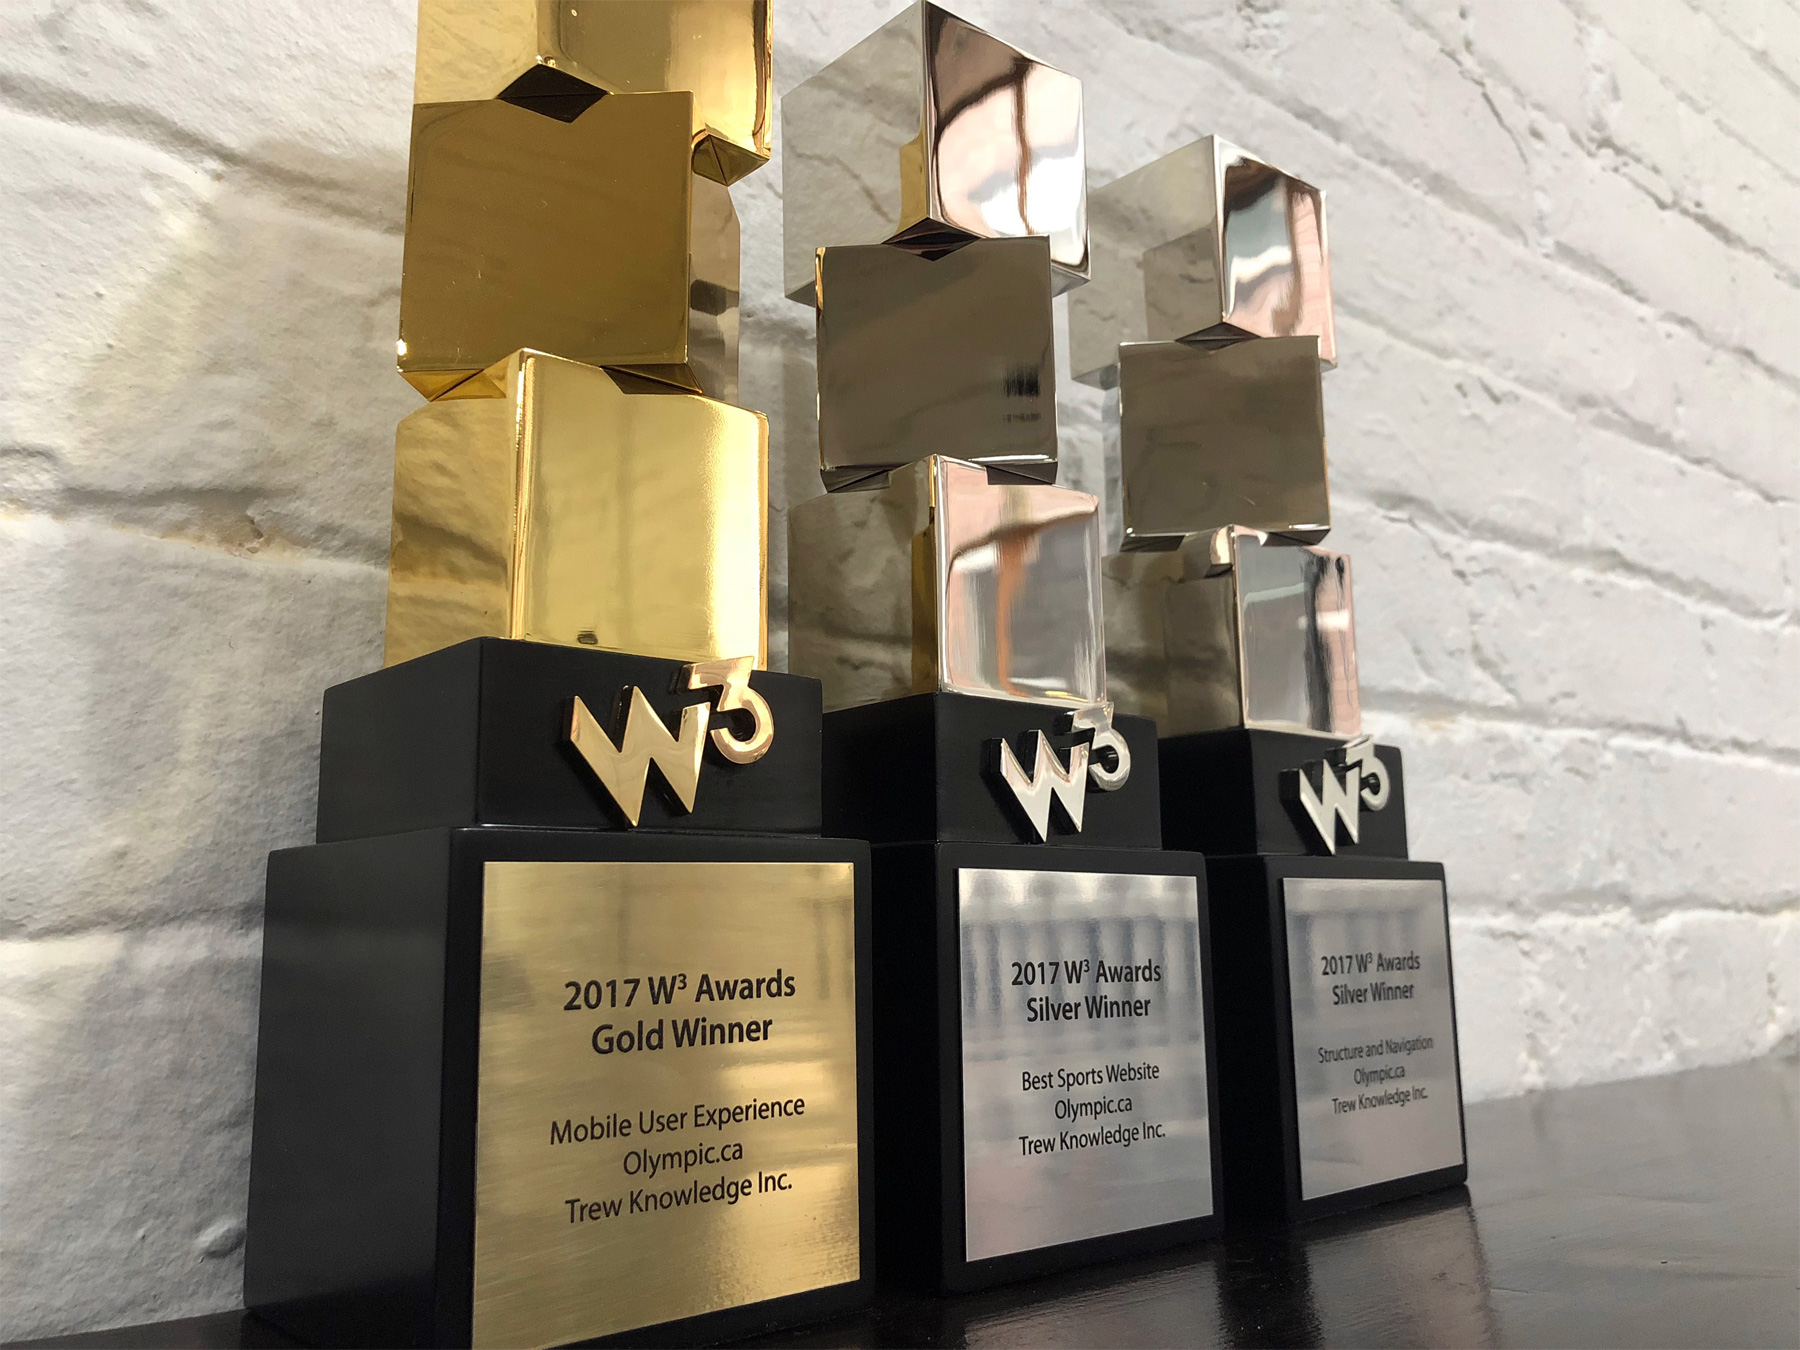 W³
2017 W³ Awards
Gold Winner
Mobile User Experience
Olympic.ca
Trew Knowledge Inc.
W³
2017 W³ Awards
Silver Winner
Best Sports Website
Olympic.ca
Trew Knowledge Inc.
W³
2017 W³ Awards
Silver Winner
Structure and Navigation
Olympic.ca
Trew Knowledge Inc.